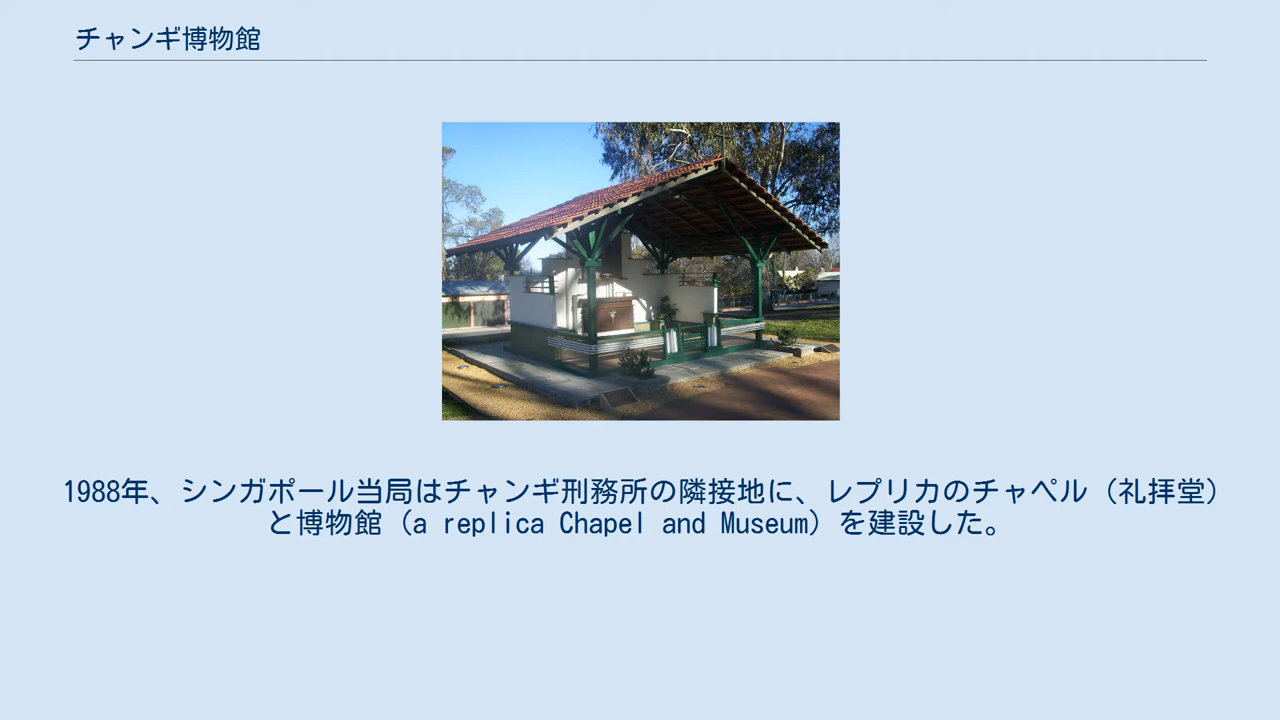 チャンギ博物館
1988年、シンガポール当局はチャンギ刑務所の隣接地に、レプリカのチャペル（礼拝堂）
と博物館（a replica Chapel and Museum）を建設した。